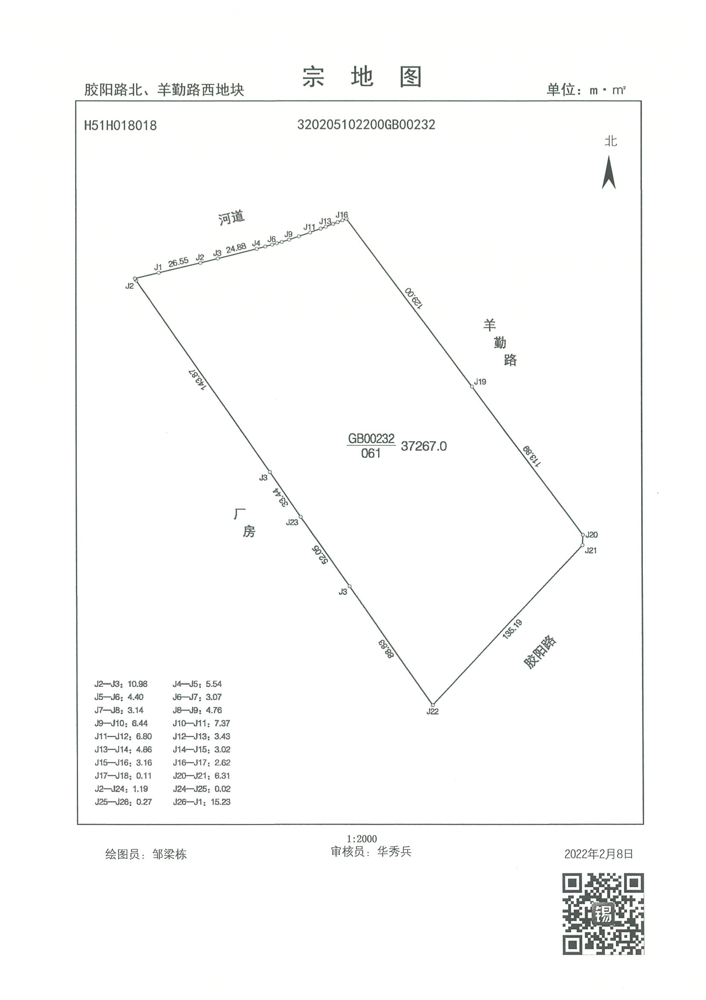 宗 地 图
胶阳路北、羊勤路西地块
单位：m·㎡
H51H018018
320205102200GB00232
北
河道
J16
J13
J11
J9
J6
J4
24.88
J3
J2
26.55
J1
J2
129.00
羊
勤
路
143.87
J19
GB00232
061
37267.0
113.89
J3
33.44
厂
房
J23
J20
J21
52.05
J3
135.19
胶阳路
88.83
J22
J2—J3：10.98 J4—J5：5.54
J5—J6：4.40 J6—J7：3.07
J7—J8：3.14 J8—J9：4.76
J9—J10：6.44 J10—J11：7.37
J11—J12：6.80 J12—J13：3.43
J13—J14：4.86 J14—J15：3.02
J15—J16：3.16 J16—J17：2.62
J17—J18：0.11 J20—J21：6.31
J2—J24：1.19 J24—J25：0.02
J25—J26：0.27 J26—J1：15.23
1:2000
绘图员：邹梁栋
审核员：华秀兵
2022年2月8日
锡